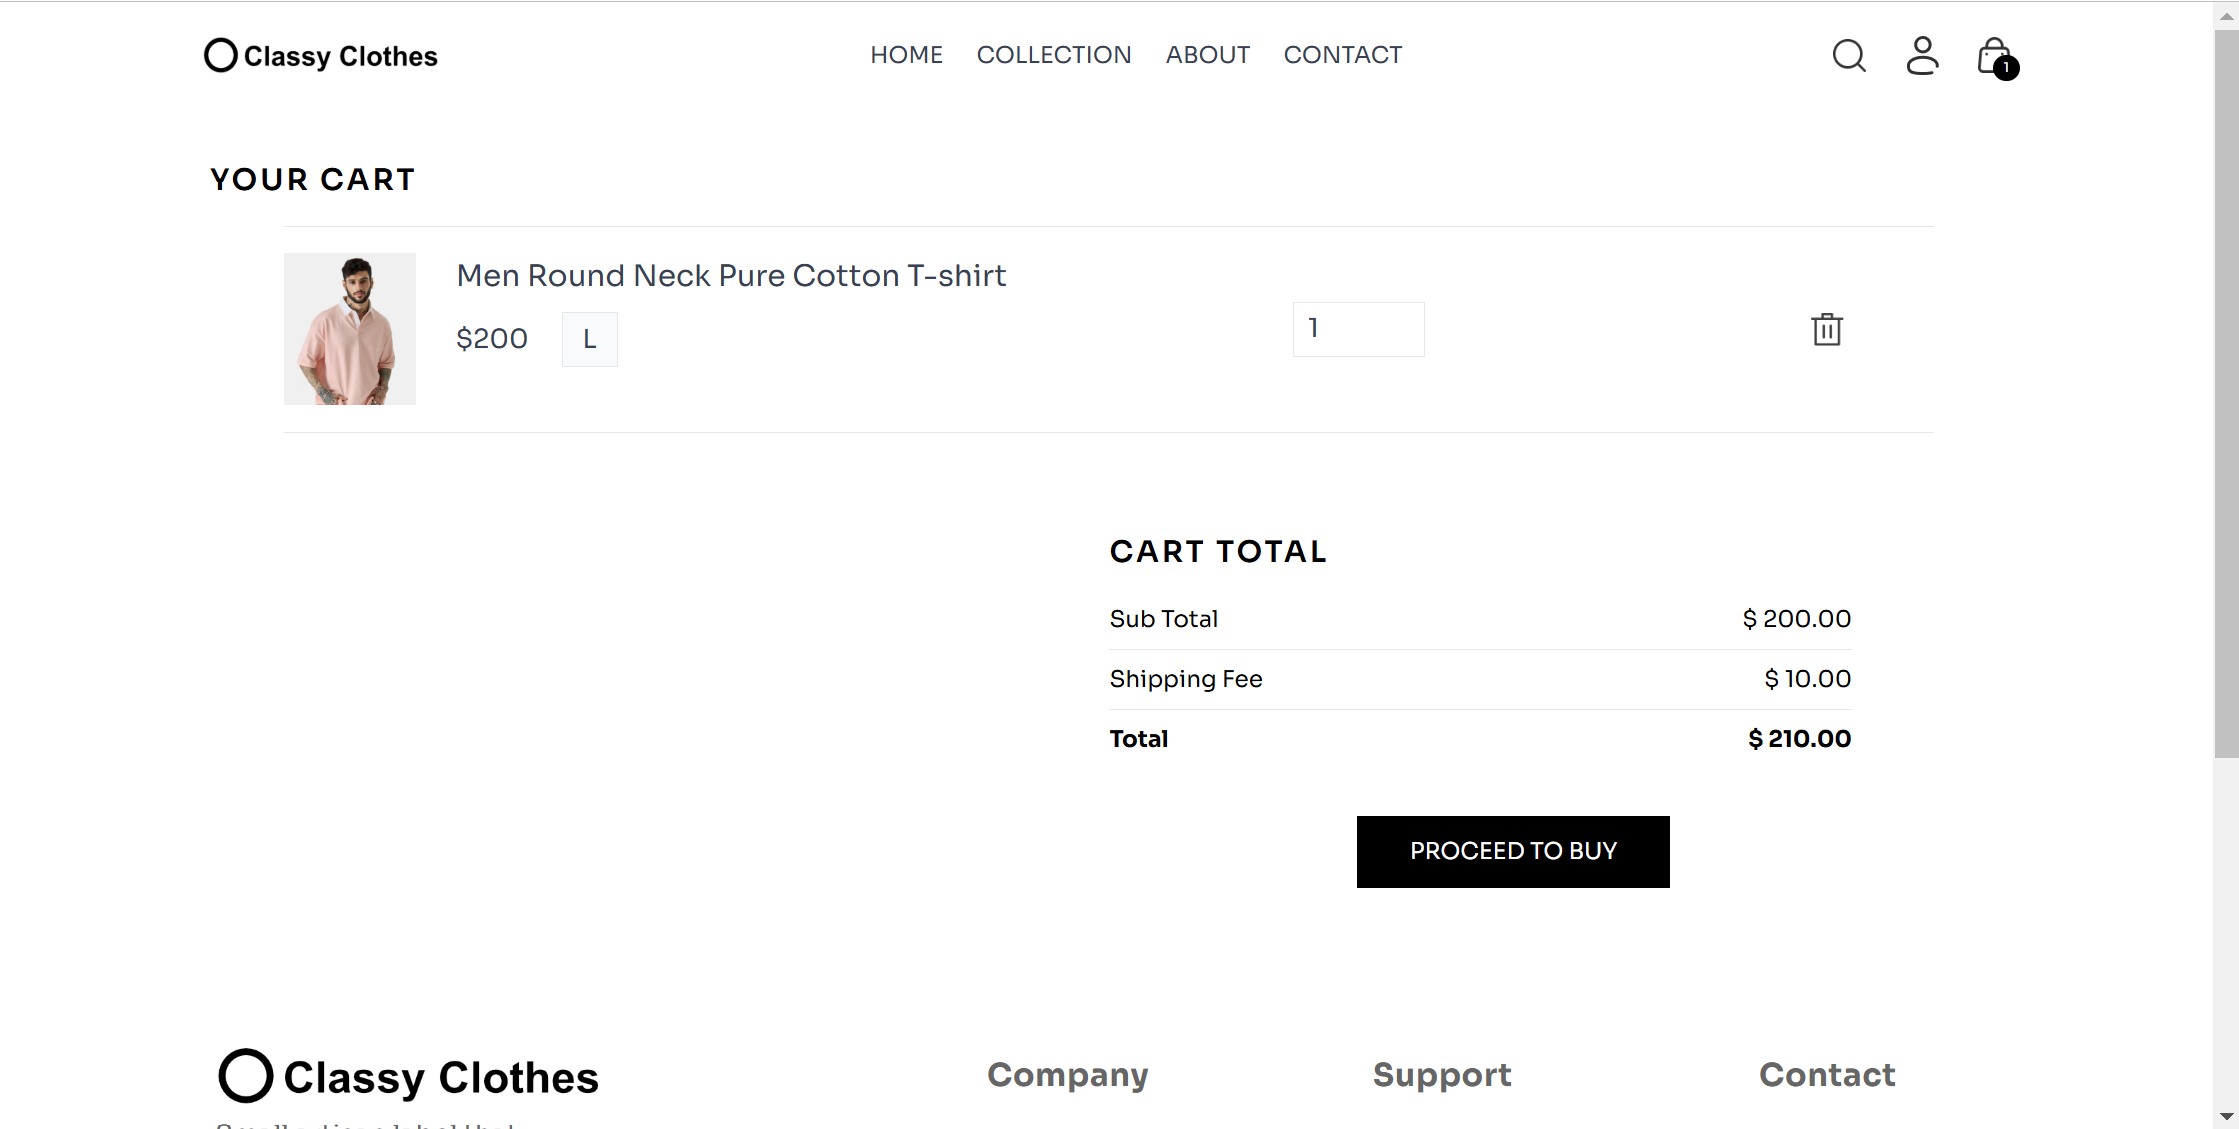 Classy Clothes
HOME COLLECTION ABOUT CONTACT
1
YOUR CART
Men Round Neck Pure Cotton T-shirt
$200 L
1
CART TOTAL
Sub Total $ 200.00
Shipping Fee $ 10.00
Total $ 210.00
PROCEED TO BUY
Classy Clothes
Company
Support
Contact